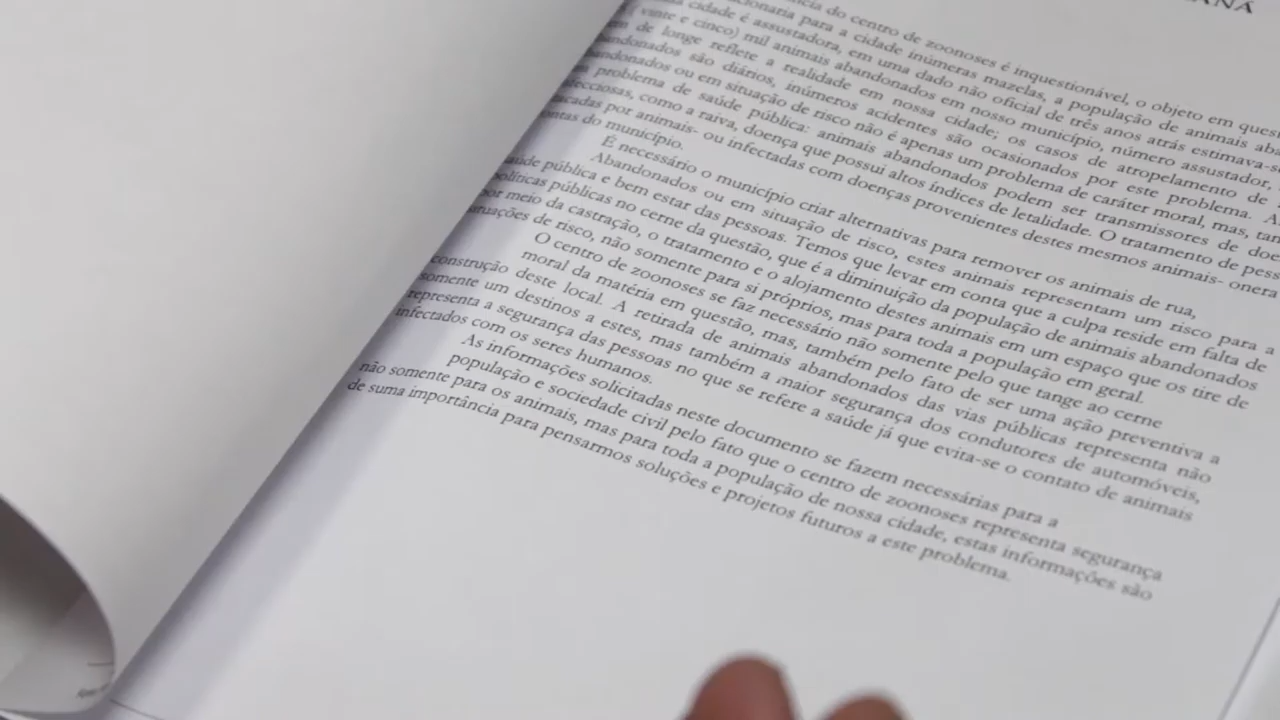 ANÁ
ncia do centro de zoonoses é inquestionável, o objeto em ques
cionaria para a cidade inúmeras mazelas, a população de animais aba
cidade é assustadora, em uma dado não oficial de três anos atrás estimava-s
vinte e cinco) mil animais abandonados em nosso município, número assustador,
de longe reflete a realidade em nossa cidade; os casos de atropelamento de
andonados são diários, inúmeros acidentes são ocasionados por este problema. A
andonados ou em situação de risco não é apenas um problema de caráter moral, mas, tam
problema de saúde pública: animais abandonados podem ser transmissores de doe
fecciosas, como a raiva, doença que possui altos índices de letalidade. O tratamento de pess
acadas por animais- ou infectadas com doenças provenientes destes mesmos animais- onera
ontas do município.
É necessário o município criar alternativas para remover os animais de rua,
Abandonados ou em situação de risco, estes animais representam um risco para a
saúde pública e bem estar das pessoas. Temos que levar em conta que a culpa reside em falta de
políticas públicas no cerne da questão, que é a diminuição da população de animais abandonados
por meio da castração, o tratamento e o alojamento destes animais em um espaço que os tire de
situações de risco, não somente para si próprios, mas para toda a população em geral.
O centro de zoonoses se faz necessário não somente pelo que tange ao cerne
moral da matéria em questão, mas, também pelo fato de ser uma ação preventiva a
construção deste local. A retirada de animais abandonados das vias públicas representa não
somente um destinos a estes, mas também a maior segurança dos condutores de automóveis,
representa a segurança das pessoas no que se refere a saúde já que evita-se o contato de animais
infectados com os seres humanos.
As informações solicitadas neste documento se fazem necessárias para a
população e sociedade civil pelo fato que o centro de zoonoses representa segurança
não somente para os animais, mas para toda a população de nossa cidade, estas informações são
de suma importância para pensarmos soluções e projetos futuros a este problema.